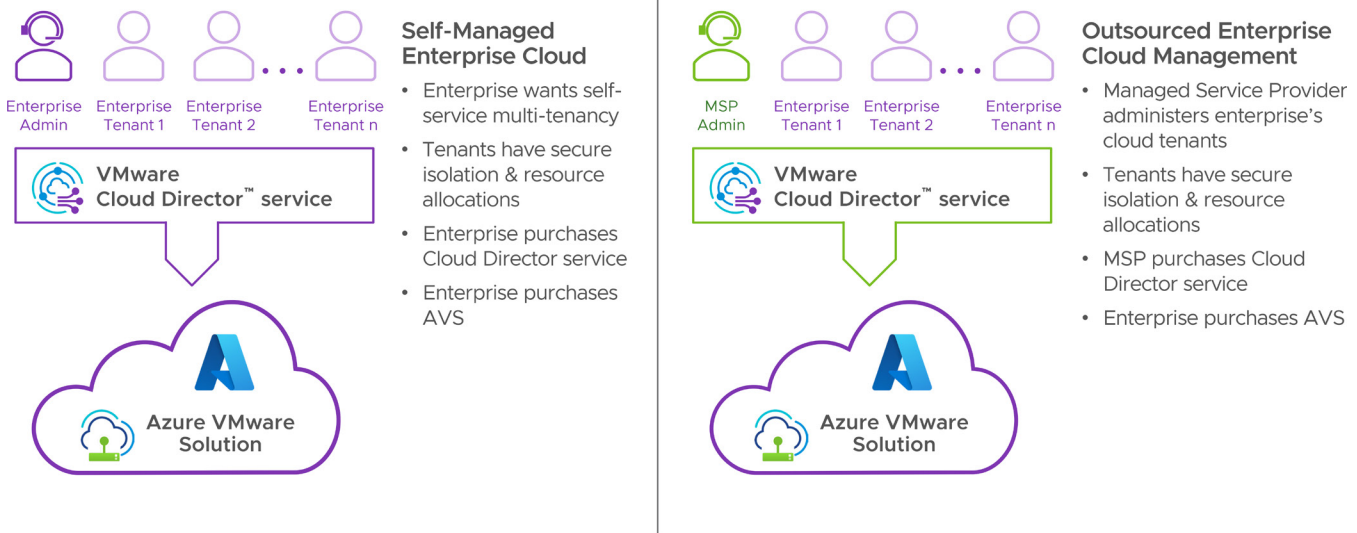 Self-Managed
Enterprise Cloud
• Enterprise wants self-
service multi-tenancy
• Tenants have secure
isolation & resource
allocations
• Enterprise purchases
Cloud Director service
• Enterprise purchases
AVS
Enterprise
Admin
Enterprise
Tenant 1
Enterprise
Tenant 2
Enterprise
Tenant n
VMware
Cloud Director™ service
Azure VMware
Solution
Outsourced Enterprise
Cloud Management
• Managed Service Provider
administers enterprise’s
cloud tenants
• Tenants have secure
isolation & resource
allocations
• MSP purchases Cloud
Director service
• Enterprise purchases AVS
MSP
Admin
Enterprise
Tenant 1
Enterprise
Tenant 2
Enterprise
Tenant n
VMware
Cloud Director™ service
Azure VMware
Solution